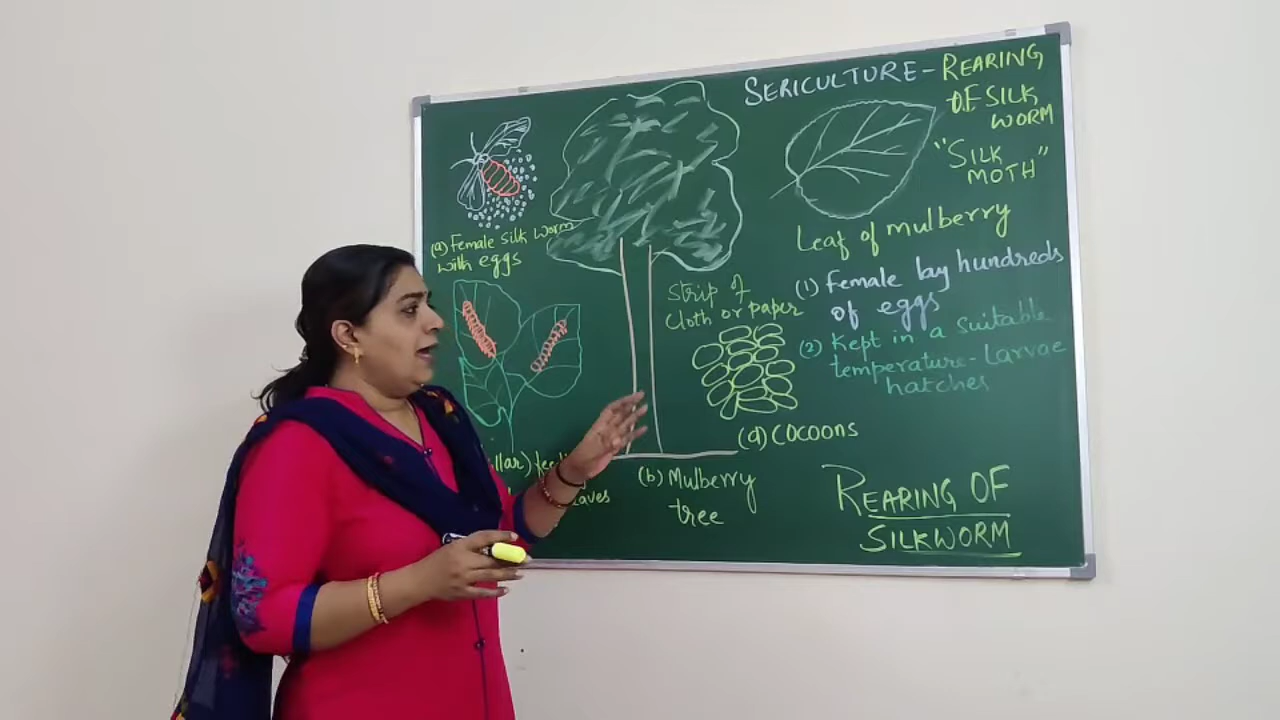 SERICULTURE - REARING
OF SILK
WORM
"SILK
MOTH"
(a) Female silk worm
with eggs
Leaf of mulberry
Strip of
cloth or paper
(1) Female lay hundreds
of eggs
(2) Kept in a suitable
temperature - Larvae
hatches
(d) COCOONS
(b) Mulberry
tree
REARING OF
SILKWORM